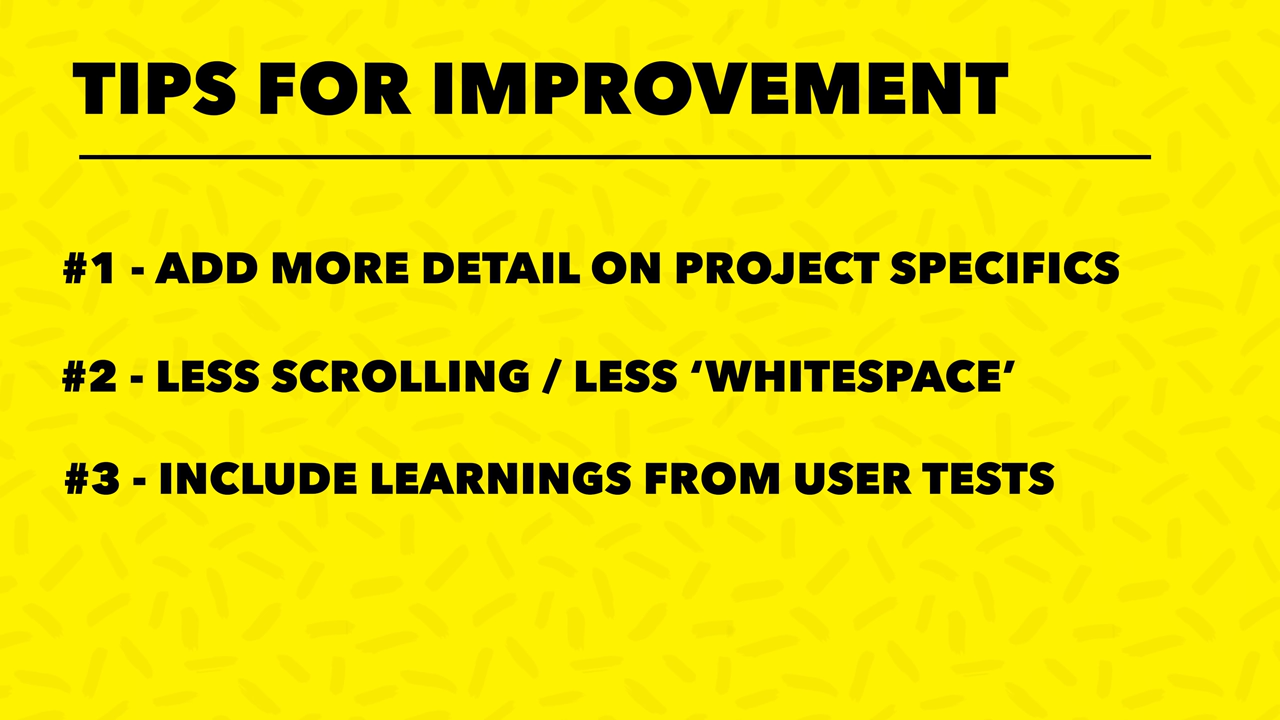 TIPS FOR IMPROVEMENT
#1 - ADD MORE DETAIL ON PROJECT SPECIFICS
#2 - LESS SCROLLING / LESS ‘WHITESPACE’
#3 - INCLUDE LEARNINGS FROM USER TESTS